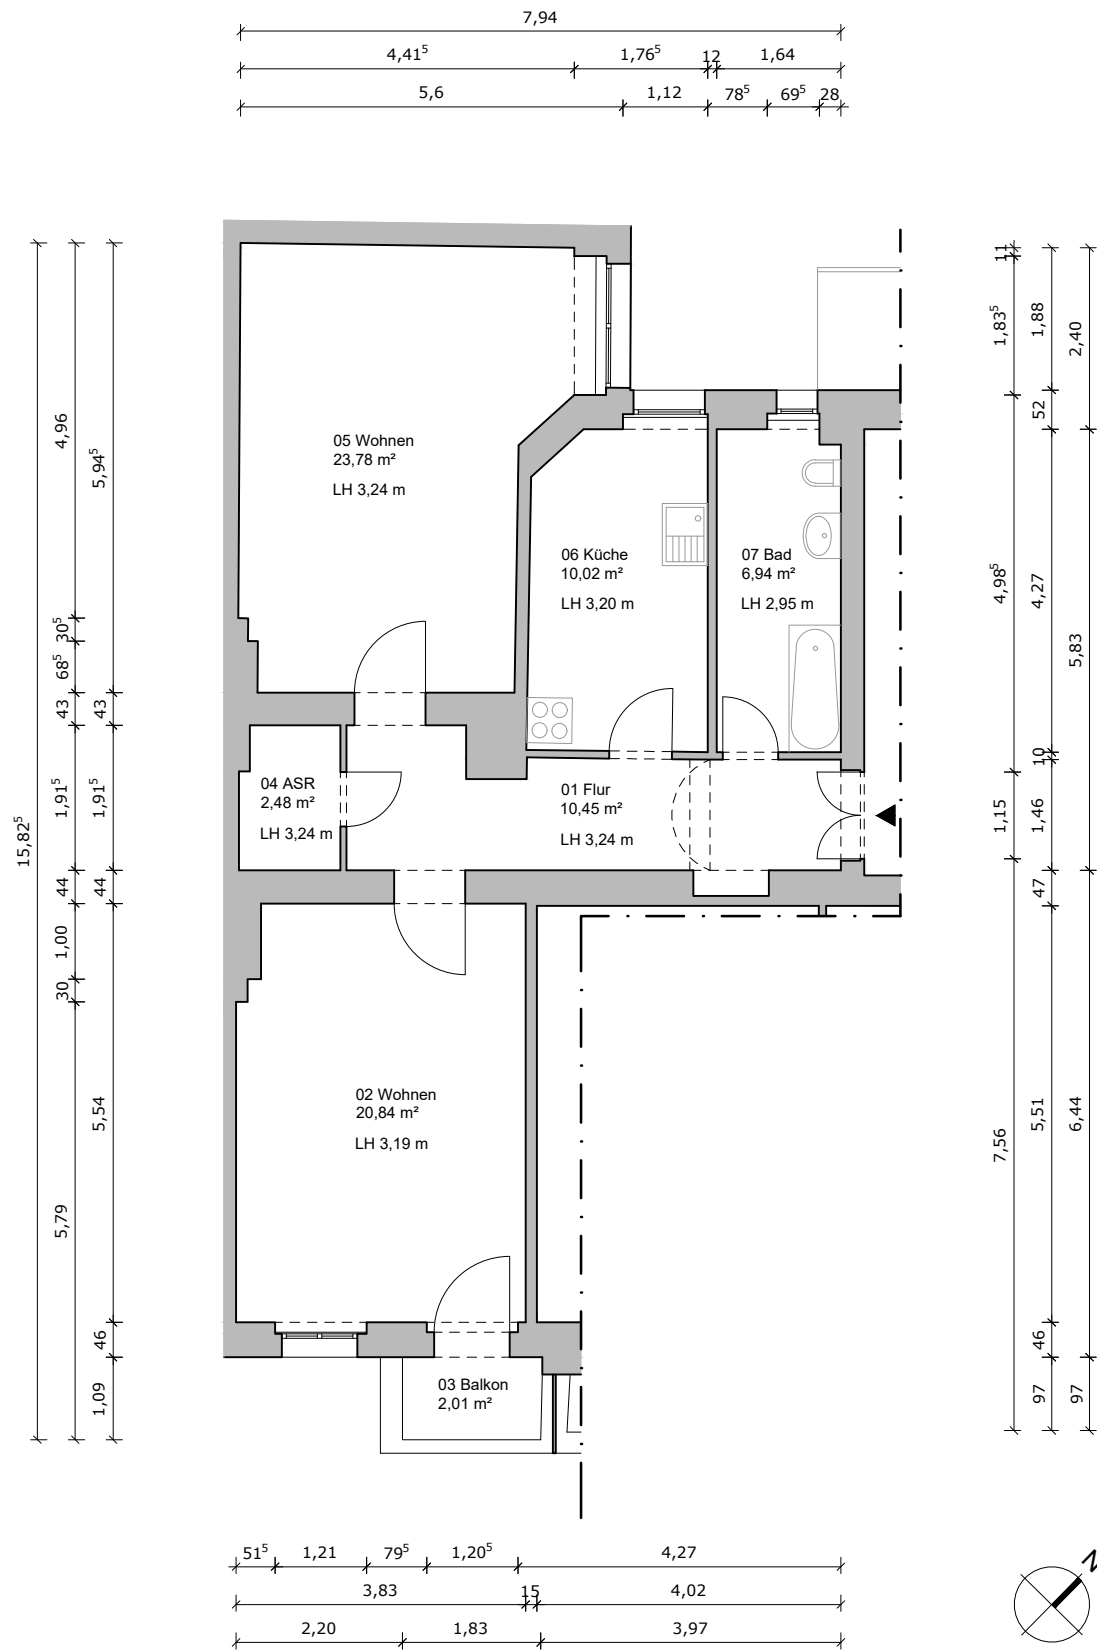 7,94
4,41⁵ 1,76⁵ 12 1,64
5,6 1,12 78⁵ 69⁵ 28
15,82⁵
4,96
30⁵
68⁵
43
1,91⁵
44
1,00
30
5,79
5,94⁵
43
1,91⁵
44
5,54
46
1,09
05 Wohnen
23,78 m²
LH 3,24 m
06 Küche
10,02 m²
LH 3,20 m
07 Bad
6,94 m²
LH 2,95 m
04 ASR
2,48 m²
LH 3,24 m
01 Flur
10,45 m²
LH 3,24 m
02 Wohnen
20,84 m²
LH 3,19 m
03 Balkon
2,01 m²
11
1,83⁵
4,98⁵
1,15
7,56
1,88
52
4,27
10
1,46
47
5,51
46
97
2,40
5,83
6,44
97
51⁵ 1,21 79⁵ 1,20⁵ 4,27
3,83 15 4,02
2,20 1,83 3,97
N